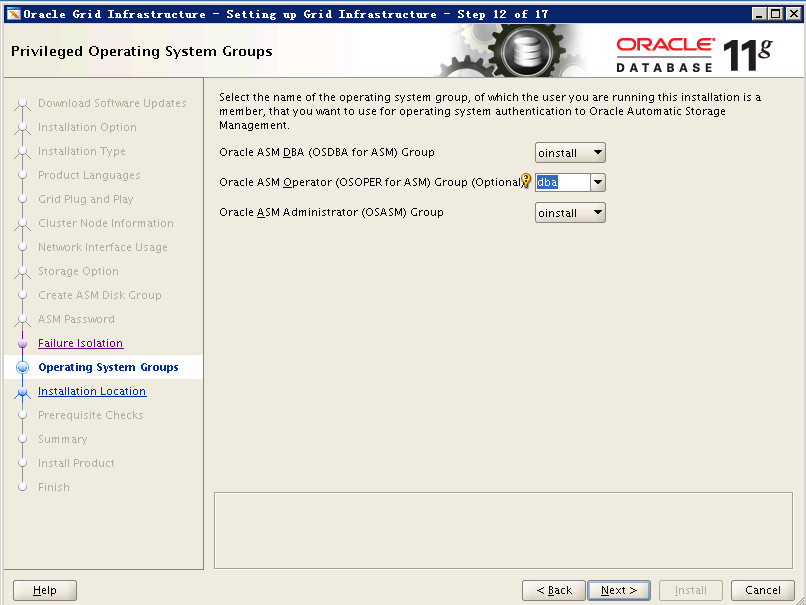 Oracle Grid Infrastructure - Setting up Grid Infrastructure - Step 12 of 17
Privileged Operating System Groups
ORACLE
DATABASE 11g
Download Software Updates
Installation Option
Installation Type
Product Languages
Grid Plug and Play
Cluster Node Information
Network Interface Usage
Storage Option
Create ASM Disk Group
ASM Password
Failure Isolation
Operating System Groups
Installation Location
Prerequisite Checks
Summary
Install Product
Finish
Select the name of the operating system group, of which the user you are running this installation is a
member, that you want to use for operating system authentication to Oracle Automatic Storage
Management.
Oracle ASM DBA (OSDBA for ASM) Group oinstall
Oracle ASM Operator (OSOPER for ASM) Group (Optional) dba
Oracle ASM Administrator (OSASM) Group oinstall
Help
< Back
Next >
Install
Cancel